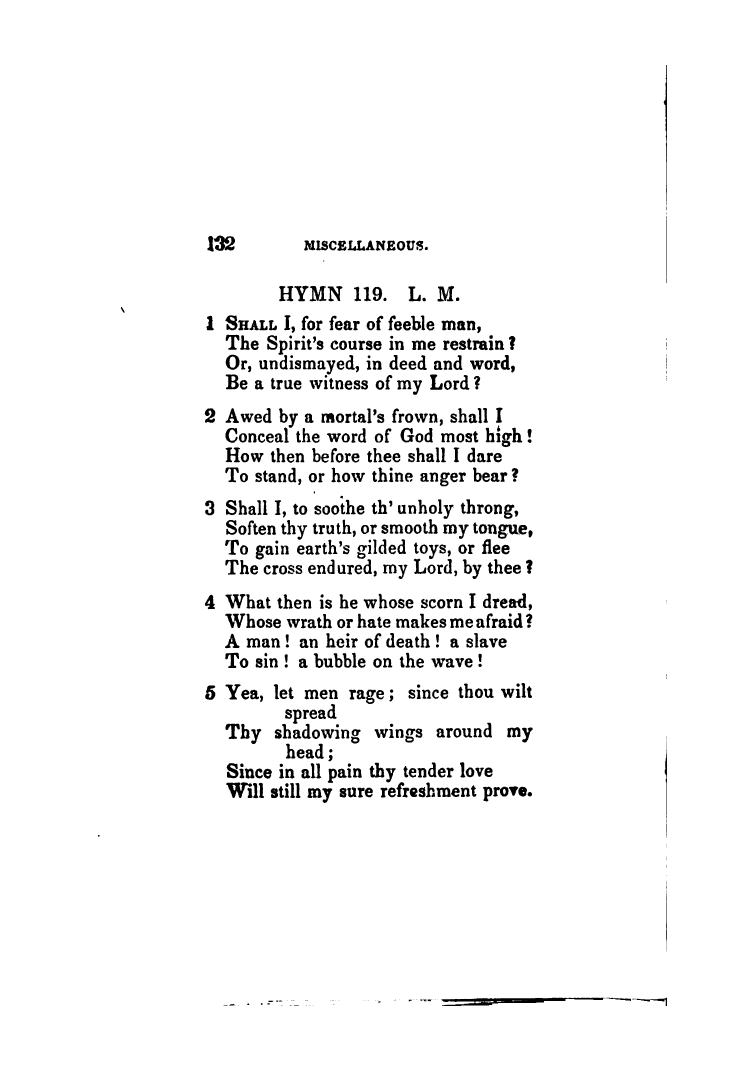 132 MISCELLANEOUS.
HYMN 119. L. M.
1 SHALL I, for fear of feeble man,
The Spirit's course in me restrain?
Or, undismayed, in deed and word,
Be a true witness of my Lord?
2 Awed by a mortal's frown, shall I
Conceal the word of God most high!
How then before thee shall I dare
To stand, or how thine anger bear?
3 Shall I, to soothe th' unholy throng,
Soften thy truth, or smooth my tongue,
To gain earth's gilded toys, or flee
The cross endured, my Lord, by thee?
4 What then is he whose scorn I dread,
Whose wrath or hate makes me afraid?
A man! an heir of death! a slave
To sin! a bubble on the wave!
5 Yea, let men rage; since thou wilt
spread
Thy shadowing wings around my
head;
Since in all pain thy tender love
Will still my sure refreshment prove.